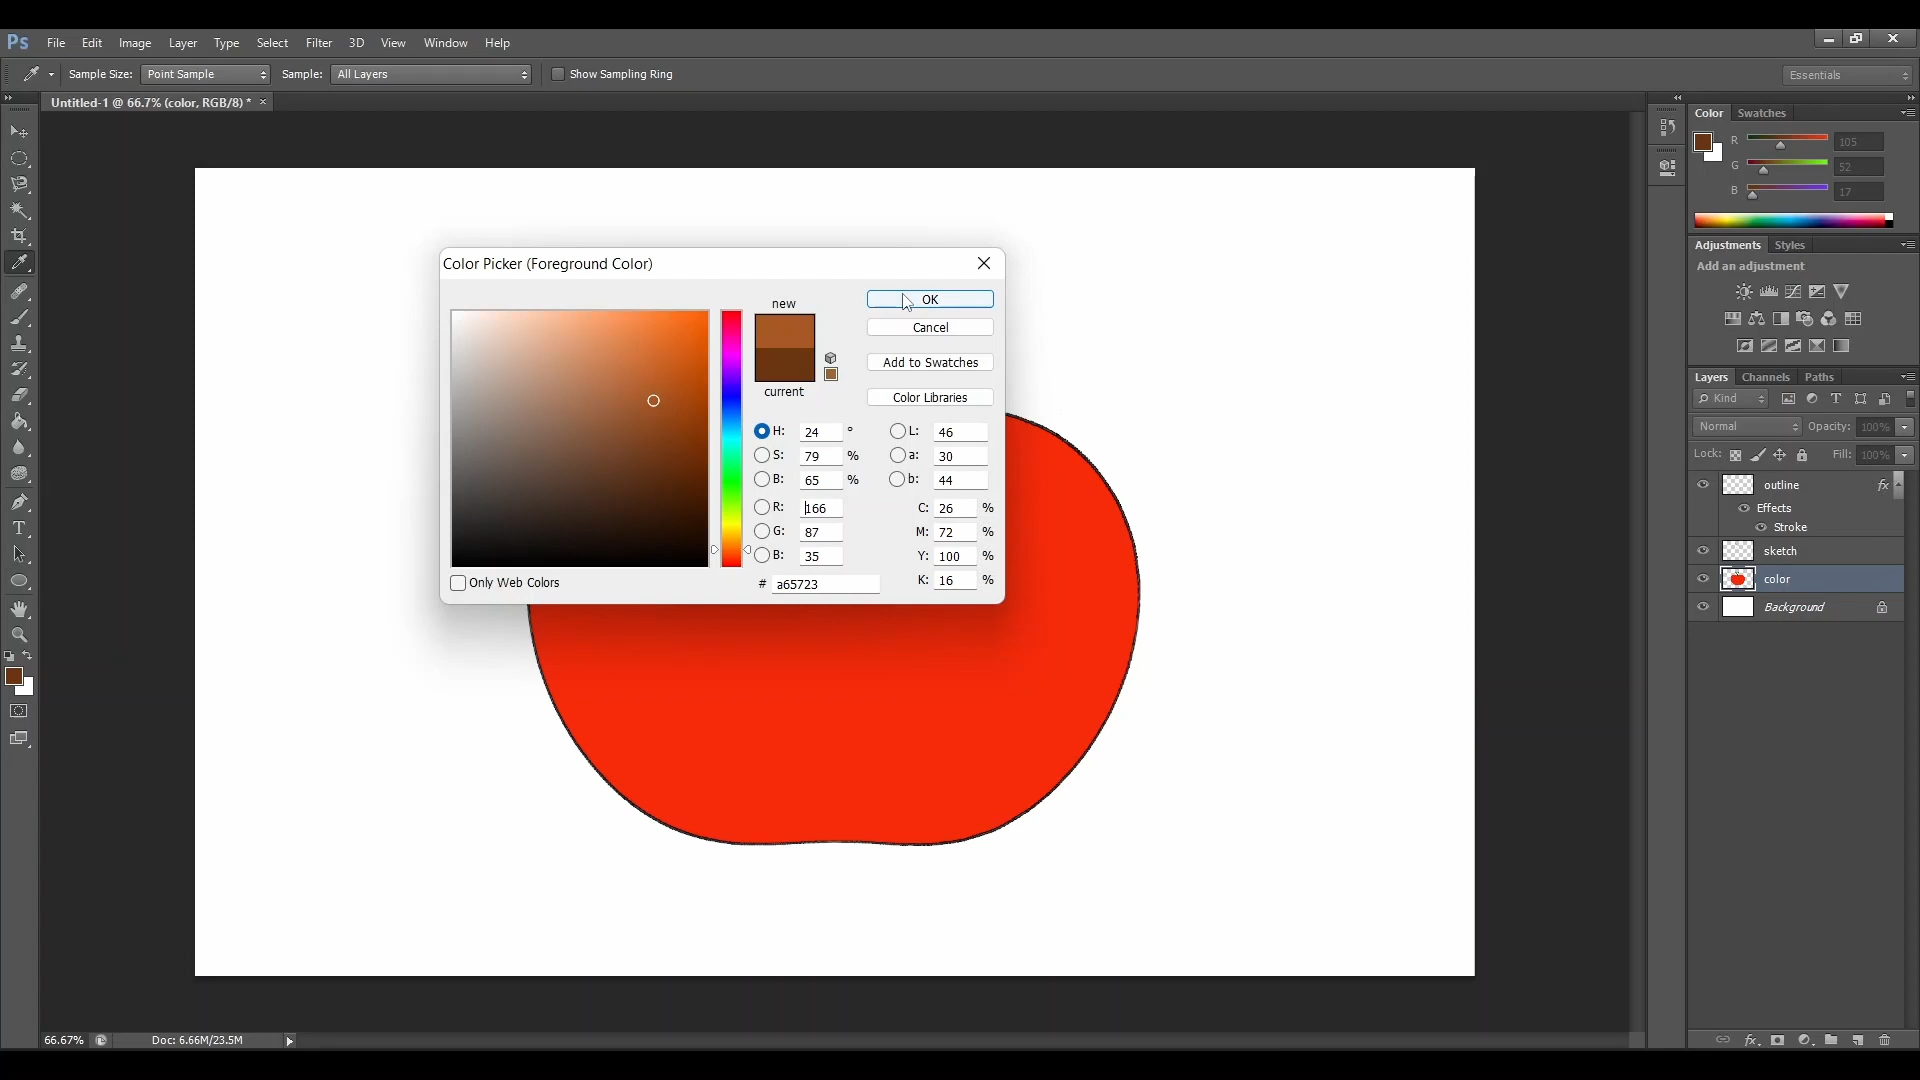 Ps File Edit Image Layer Type Select Filter 3D View Window Help
Sample Size: Point Sample Sample: All Layers Show Sampling Ring Essentials
Untitled-1 @ 66.7% (color, RGB/8) *
Color Picker (Foreground Color)
new
current
OK
Cancel
Add to Swatches
Color Libraries
H: 24 ° L: 46
S: 79 % a: 30
B: 65 % b: 44
R: 166 C: 26 %
G: 87 M: 72 %
B: 35 Y: 100 %
# a65723 K: 16 %
Only Web Colors
Color Swatches
R 105
G 52
B 17
Adjustments Styles
Add an adjustment
Layers Channels Paths
Kind
Normal Opacity: 100%
Lock: Fill: 100%
outline fx
Effects
Stroke
sketch
color
Background
T
66.67% Doc: 6.66M/23.5M
fx